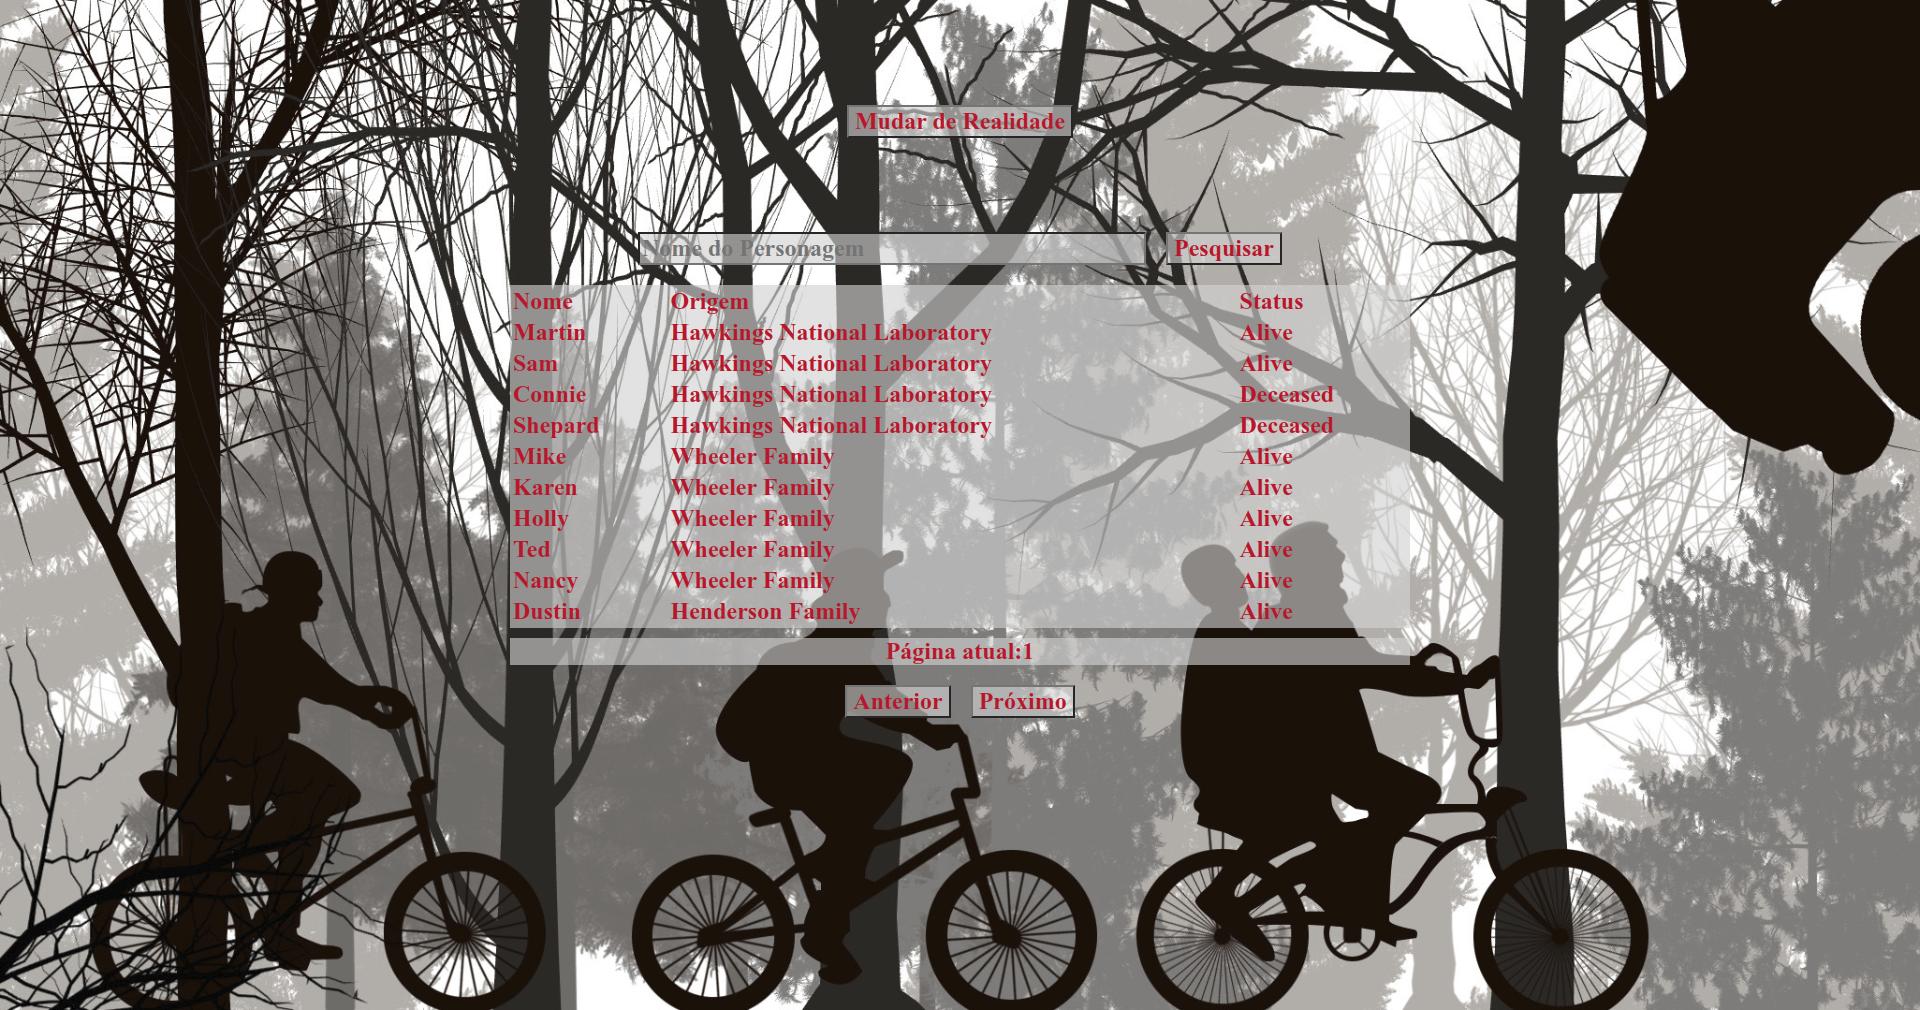 Mudar de Realidade
Nome do Personagem Pesquisar
Nome Origem Status
Martin Hawkings National Laboratory Alive
Sam Hawkings National Laboratory Alive
Connie Hawkings National Laboratory Deceased
Shepard Hawkings National Laboratory Deceased
Mike Wheeler Family Alive
Karen Wheeler Family Alive
Holly Wheeler Family Alive
Ted Wheeler Family Alive
Nancy Wheeler Family Alive
Dustin Henderson Family Alive
Página atual:1
Anterior Próximo